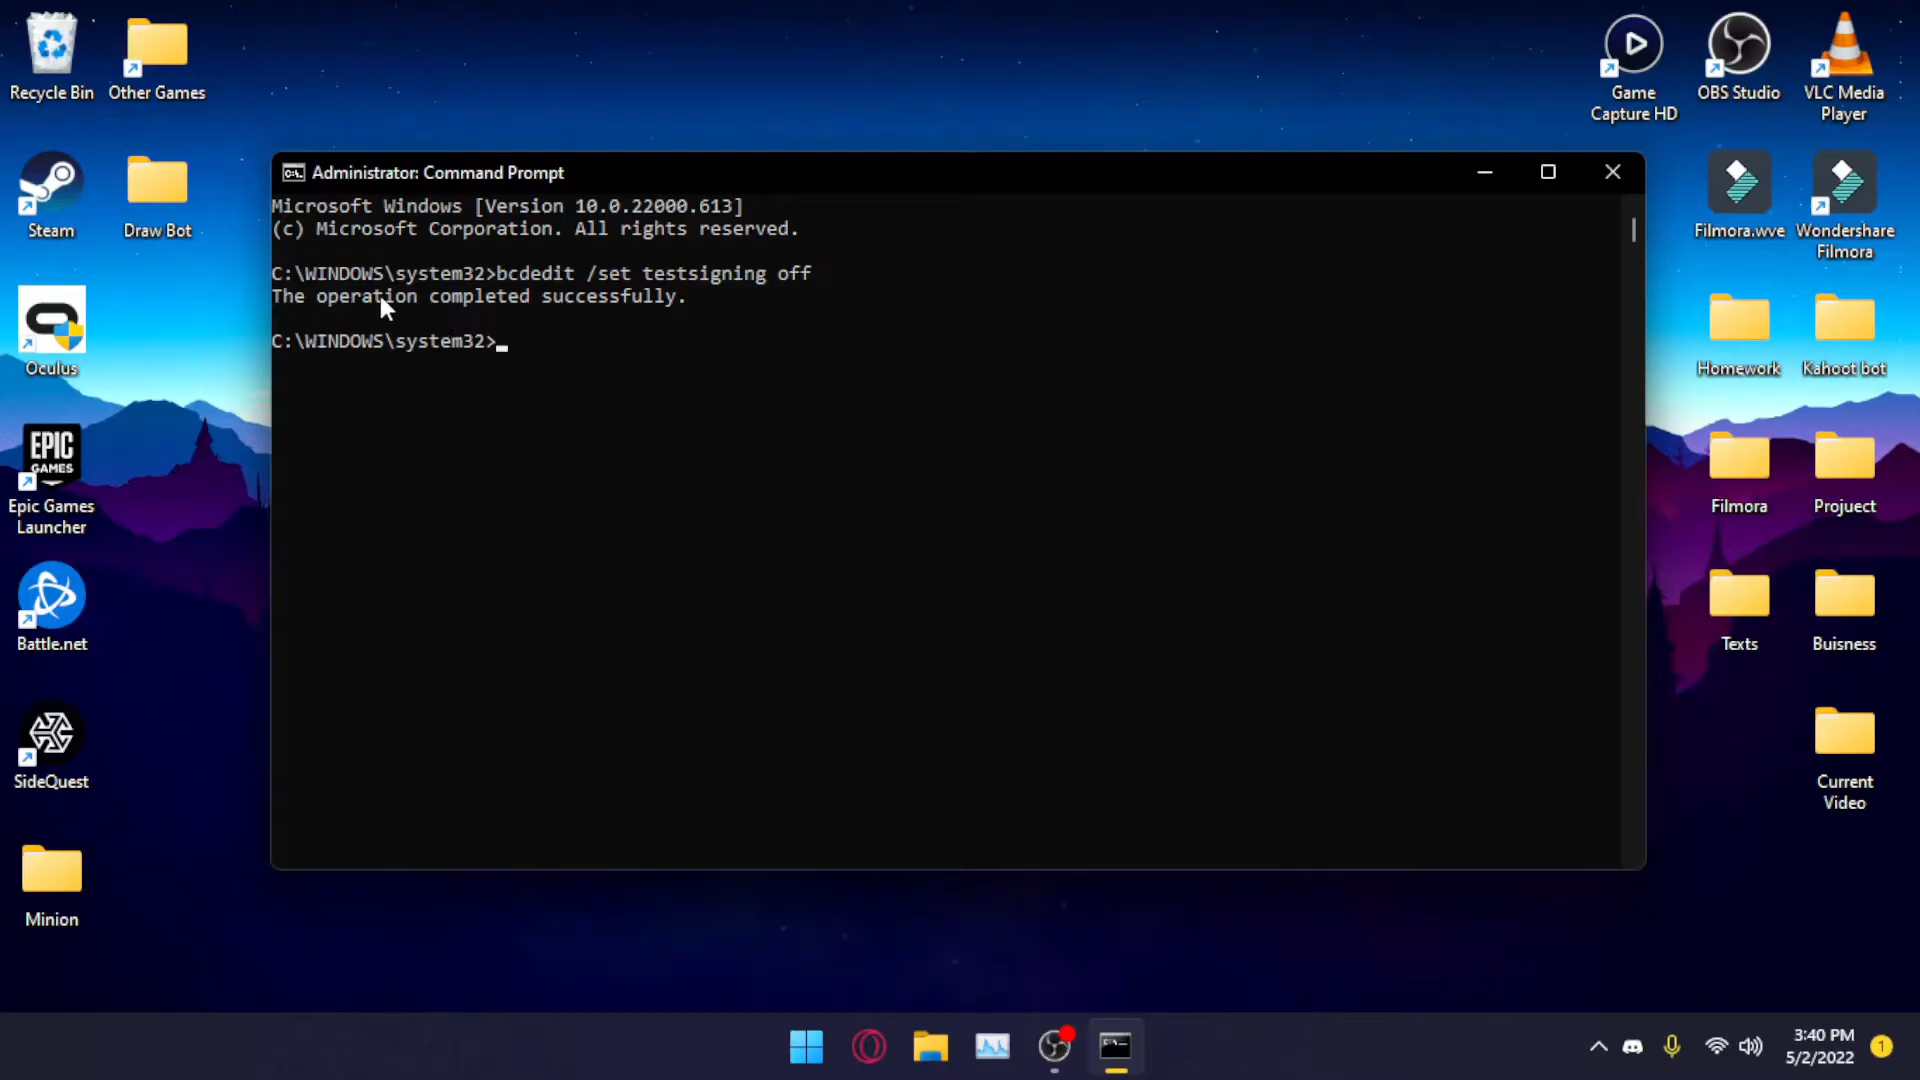 Recycle Bin
Other Games
Game
Capture HD
OBS Studio
VLC Media
Player
Steam
Draw Bot
Filmora.wve
Wondershare
Filmora
Oculus
Homework
Kahoot bot
EPIC
GAMES
Epic Games
Launcher
Filmora
Projuect
Battle.net
Texts
Buisness
SideQuest
Current
Video
Minion
C:\.
Administrator: Command Prompt
Microsoft Windows [Version 10.0.22000.613]
(c) Microsoft Corporation. All rights reserved.
C:\WINDOWS\system32>bcdedit /set testsigning off
The operation completed successfully.
C:\WINDOWS\system32>
3:40 PM
5/2/2022
1